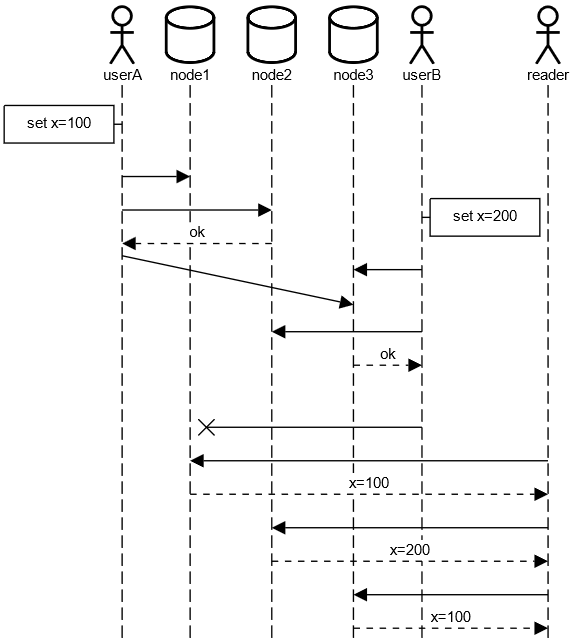 userA
node1
node2
node3
userB
reader
set x=100
set x=200
ok
ok
x=100
x=200
x=100